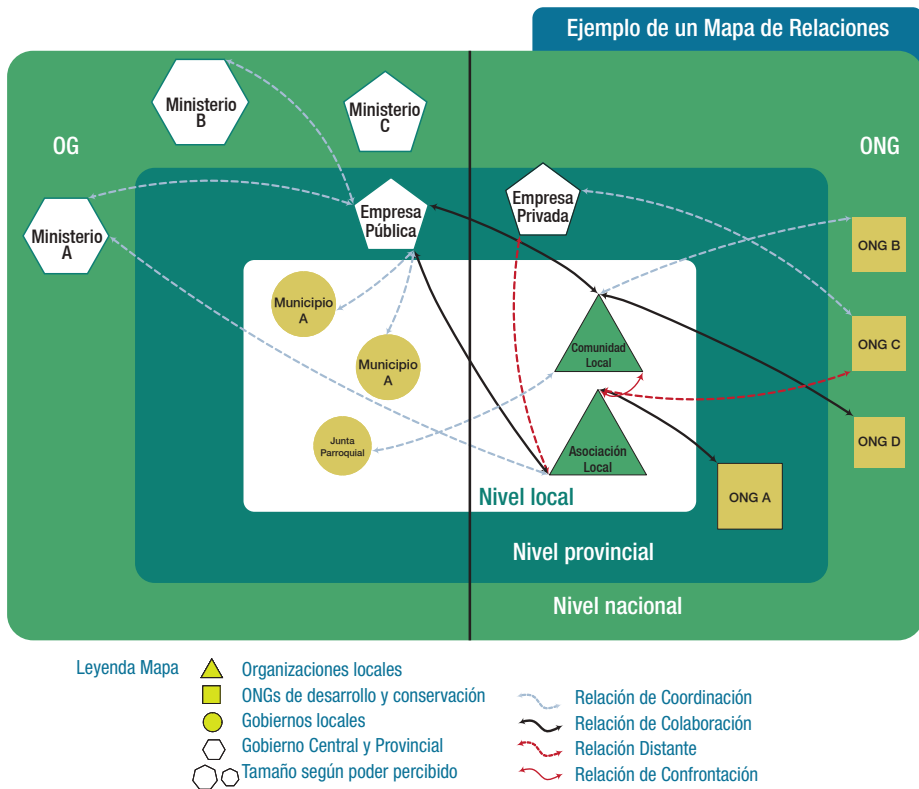 Ejemplo de un Mapa de Relaciones
OG
ONG
Ministerio
B
Ministerio
C
Ministerio
A
Empresa
Pública
Empresa
Privada
ONG B
ONG C
ONG D
ONG A
Municipio
A
Municipio
A
Junta
Parroquial
Comunidad
Local
Asociación
Local
Nivel local
Nivel provincial
Nivel nacional
Leyenda Mapa
Organizaciones locales
ONGs de desarrollo y conservación
Gobiernos locales
Gobierno Central y Provincial
Tamaño según poder percibido
Relación de Coordinación
Relación de Colaboración
Relación Distante
Relación de Confrontación